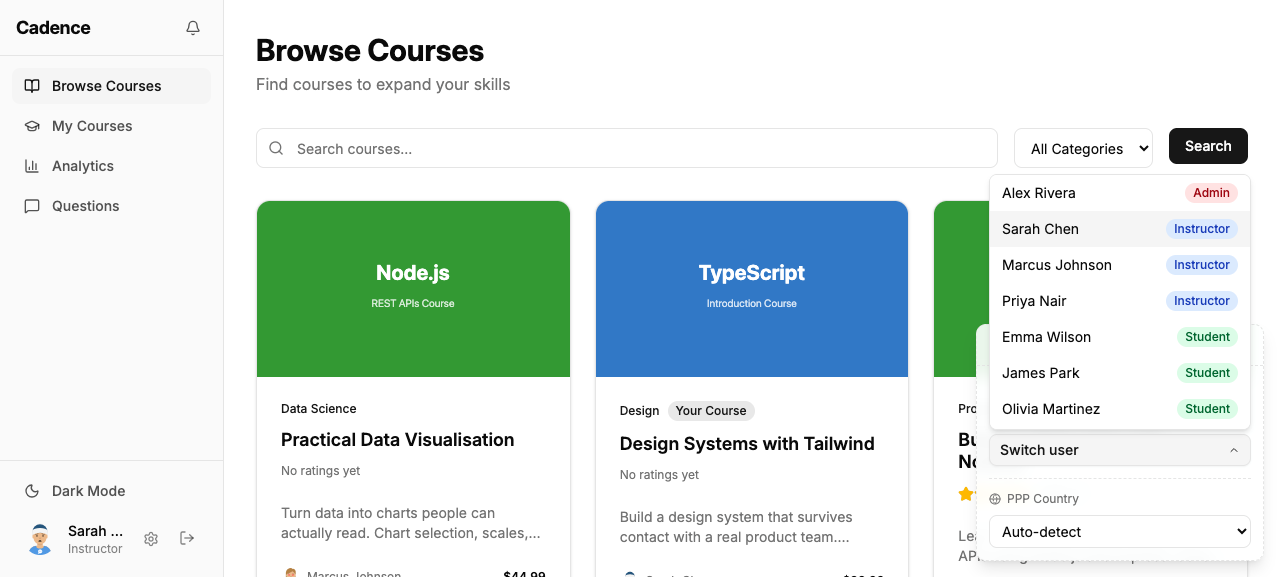 Cadence
Browse Courses
My Courses
Analytics
Questions
Dark Mode
Sarah ...
Instructor
Browse Courses
Find courses to expand your skills
Search courses...
All Categories
Search
Node.js
REST APIs Course
Data Science
Practical Data Visualisation
No ratings yet
Turn data into charts people can
actually read. Chart selection, scales,...
Marcus Johnson
$44.99
TypeScript
Introduction Course
Design Your Course
Design Systems with Tailwind
No ratings yet
Build a design system that survives
contact with a real product team....
Alex Rivera Admin
Sarah Chen Instructor
Marcus Johnson Instructor
Priya Nair Instructor
Emma Wilson Student
James Park Student
Olivia Martinez Student
Switch user
PPP Country
Auto-detect